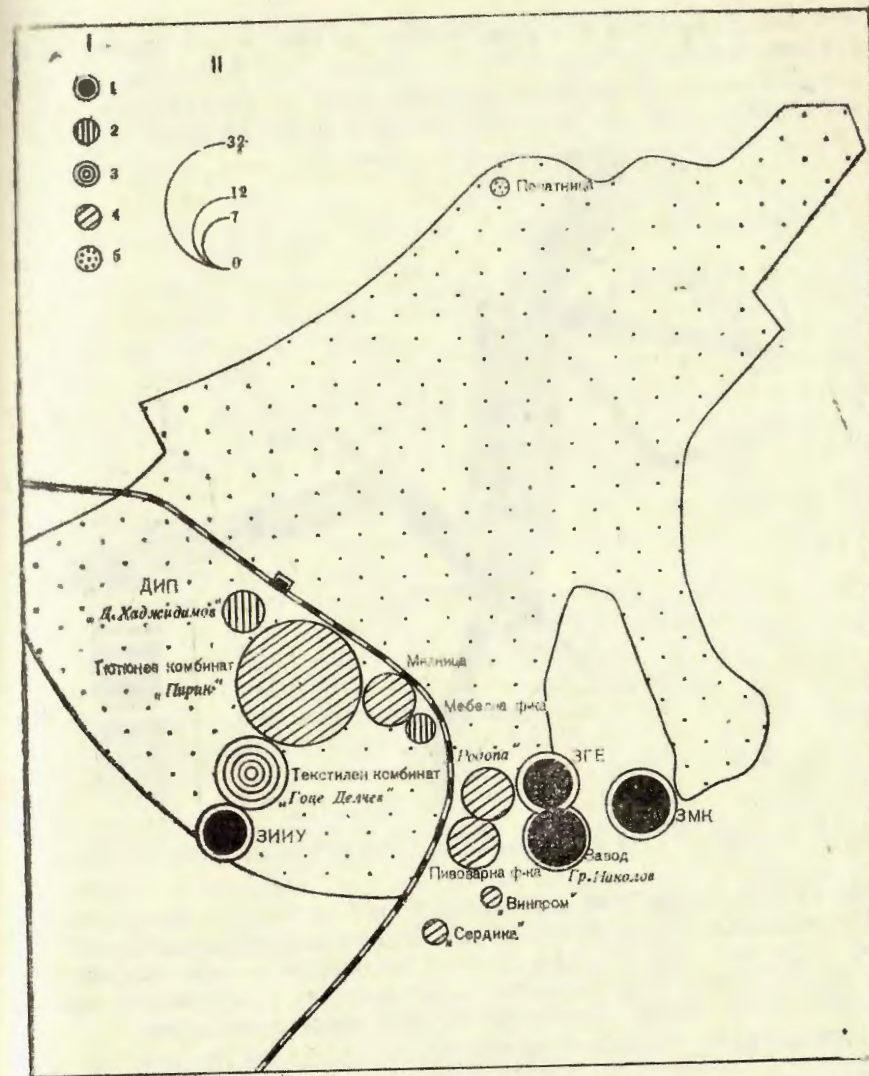 I
II
1
2
3
4
5
32
12
7
0
Печатница
ДИП
„Д. Хаджидимов“
Тютюнев комбинат
„Пирин“
Мелница
Мебелна ф-ка
Текстилен комбинат
„Гоце Делчев“
ЗИИУ
Родопа“
ЗГЕ
ЗМК
Завод
Гр. Николов
Пивоварна ф-ка
„Винпром“
„Сердика“